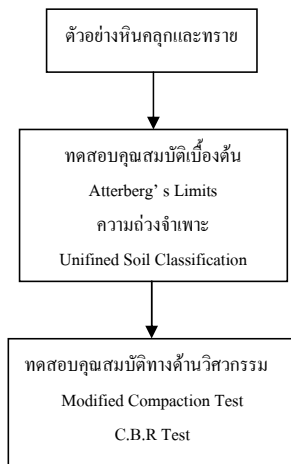 ตัวอย่างหินคลุกและทราย
ทดสอบคุณสมบัติเบื้องต้น
Atterberg' s Limits
ความถ่วงจำเพาะ
Unifined Soil Classification
ทดสอบคุณสมบัติทางด้านวิศวกรรม
Modified Compaction Test
C.B.R Test